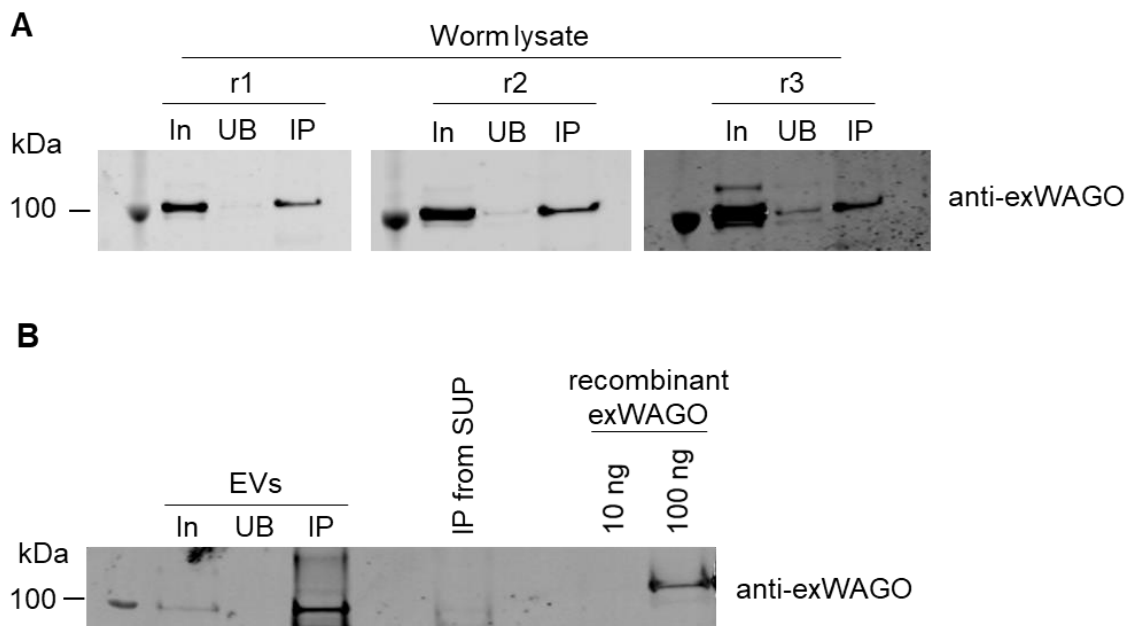 A
Worm lysate
r1 r2 r3
In UB IP In UB IP In UB IP
kDa
100
anti-exWAGO
B
recombinant
exWAGO
IP from SUP
10 ng
100 ng
EVs
In UB IP
kDa
100
anti-exWAGO